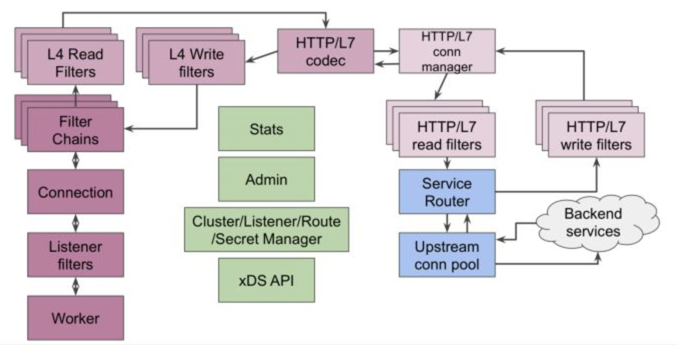 L4 Read
Filters
L4 Write
filters
HTTP/L7
codec
HTTP/L7
conn
manager
Filter
Chains
Stats
HTTP/L7
read filters
HTTP/L7
write filters
Connection
Admin
Service
Router
Cluster/Listener/Route
/Secret Manager
Backend
services
Listener
filters
xDS API
Upstream
conn pool
Worker